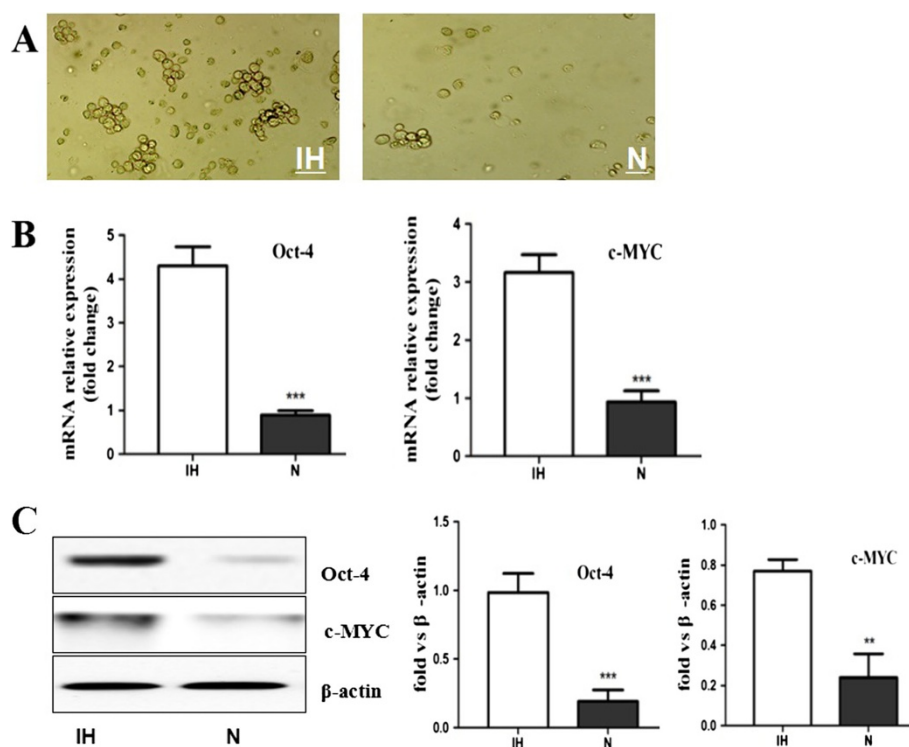 A
IH
N
B
mRNA relative expression
(fold change)
5
4
3
2
1
0
Oct-4
***
IH
N
mRNA relative expression
(fold change)
4
3
2
1
0
c-MYC
***
IH
N
C
Oct-4
c-MYC
β-actin
IH
N
fold vs β -actin
1.5
1.0
0.5
0.0
Oct-4
***
IH
N
fold vs β -actin
1.0
0.8
0.6
0.4
0.2
0.0
c-MYC
**
IH
N